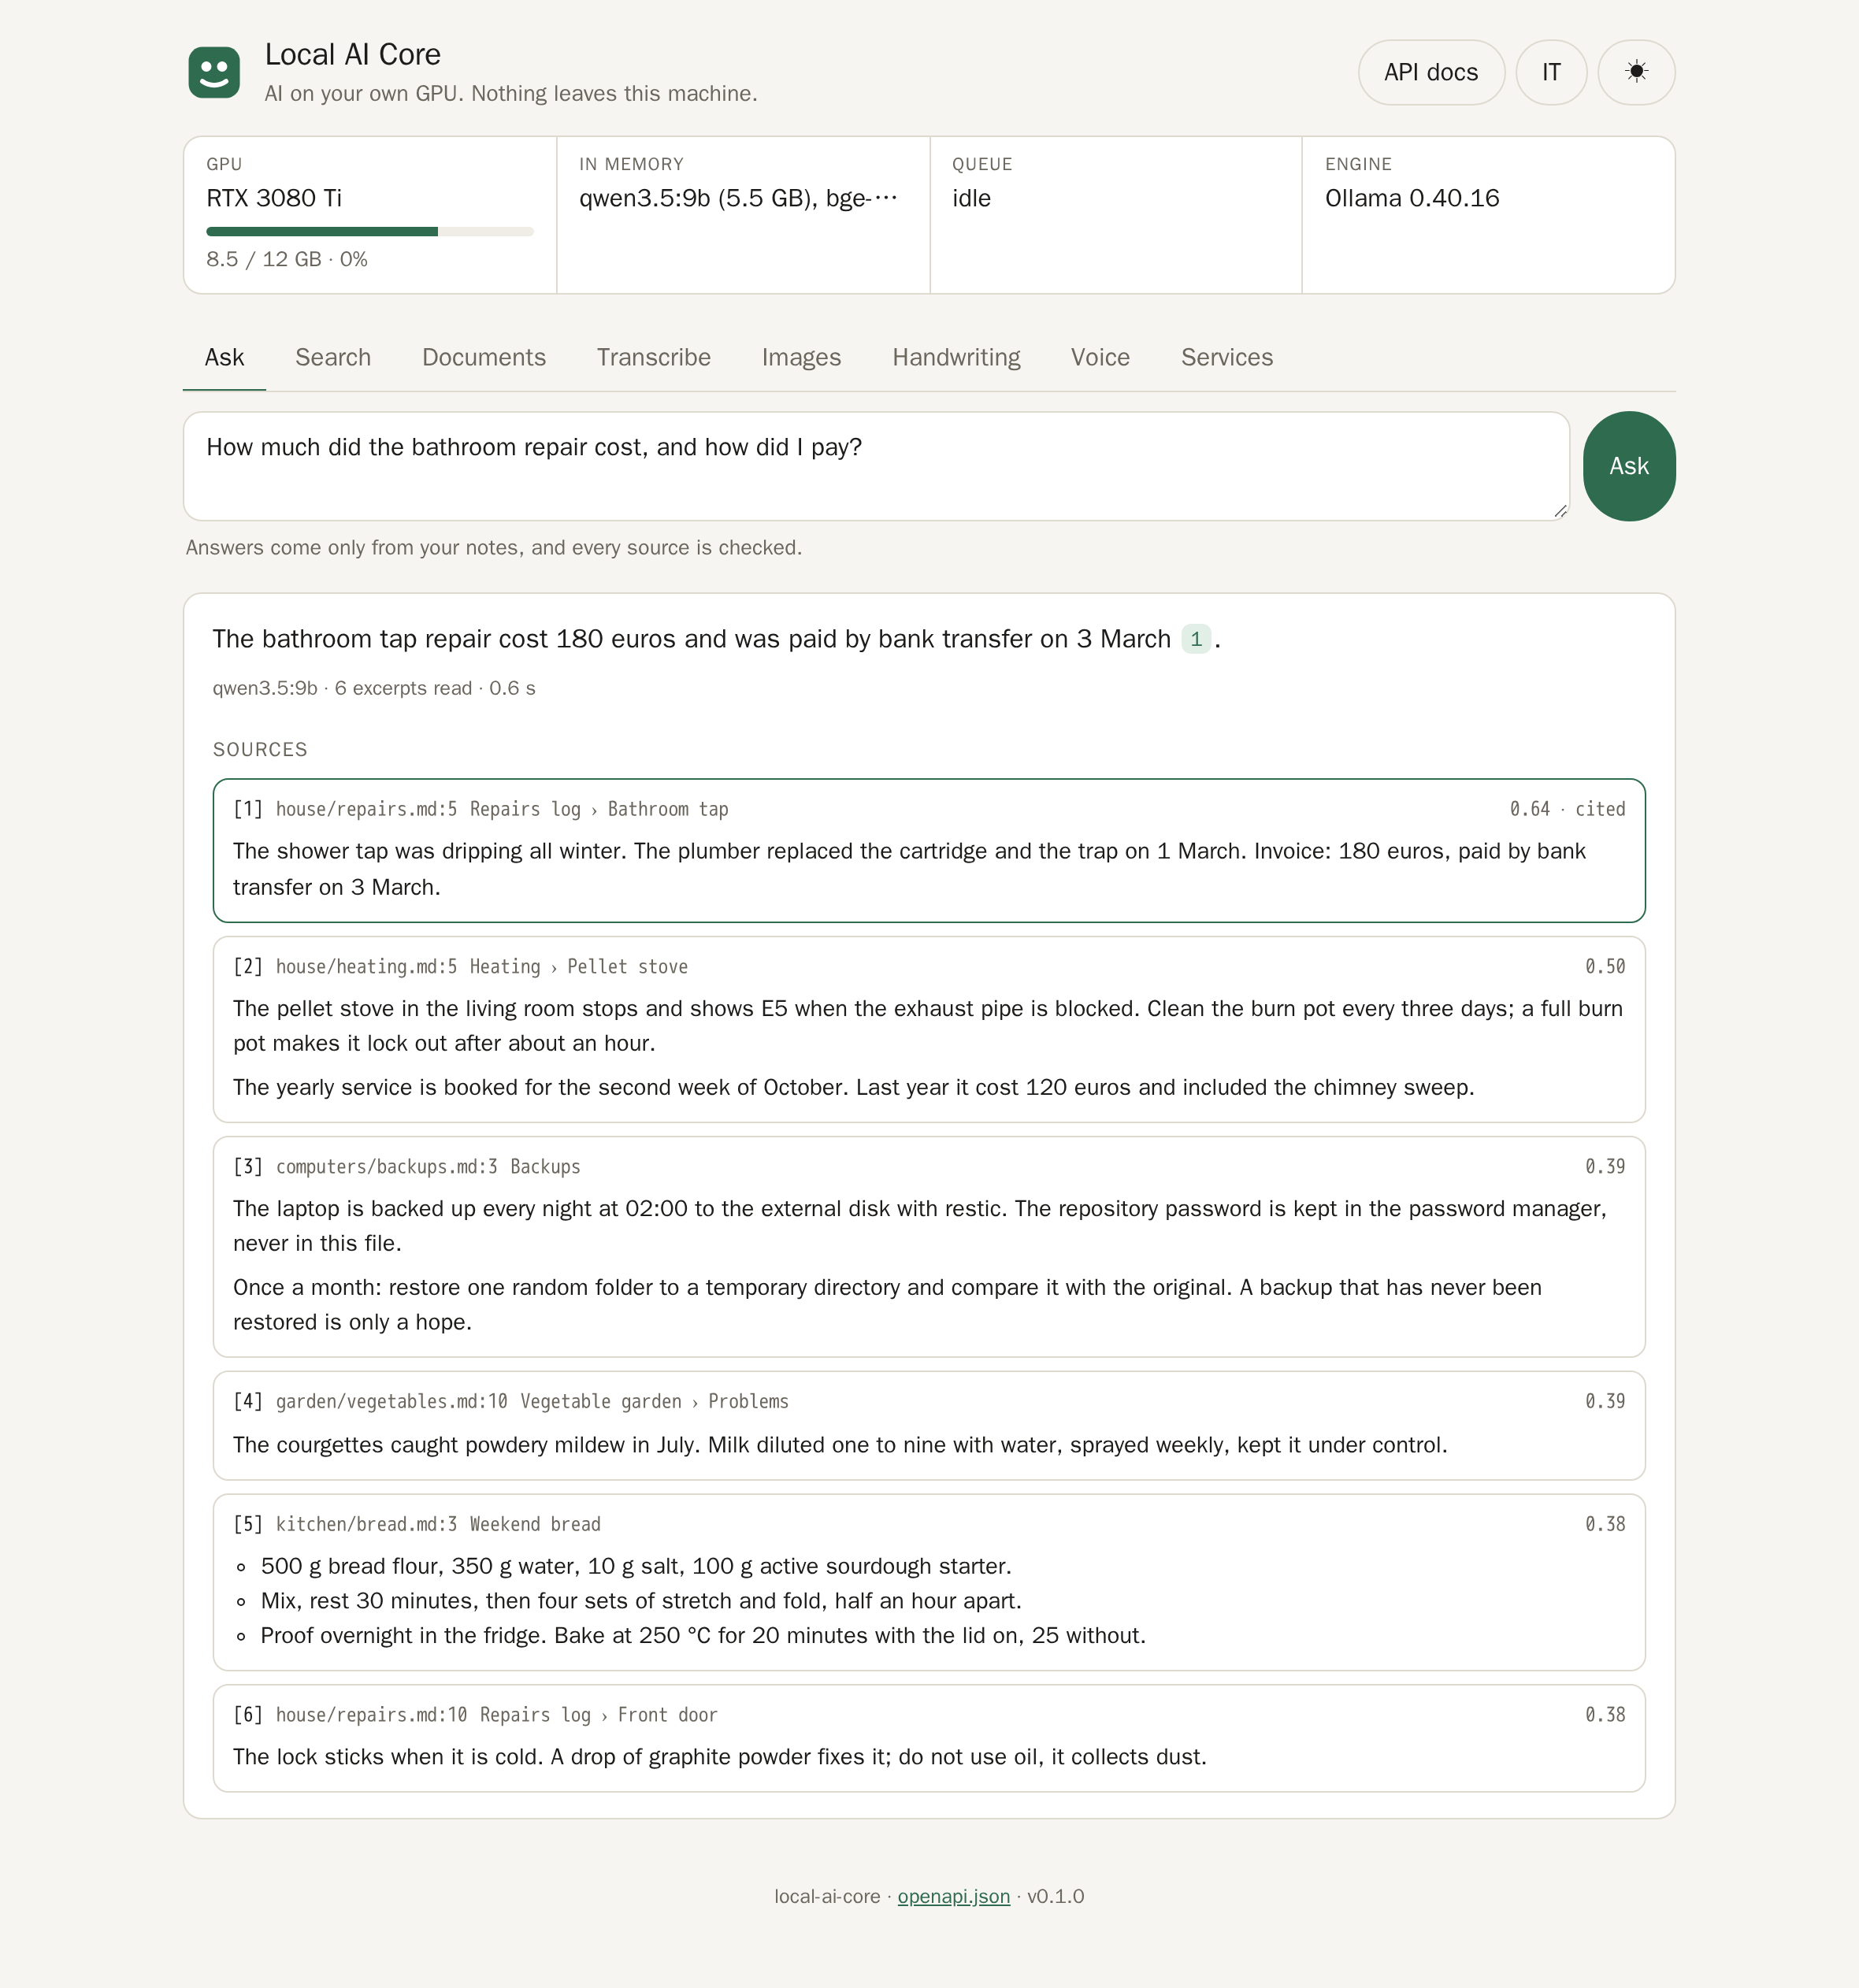 Local AI Core
AI on your own GPU. Nothing leaves this machine.
API docs
IT
GPU
RTX 3080 Ti
8.5 / 12 GB · 0%
IN MEMORY
qwen3.5:9b (5.5 GB), bge-···
QUEUE
idle
ENGINE
Ollama 0.40.16
Ask Search Documents Transcribe Images Handwriting Voice Services
How much did the bathroom repair cost, and how did I pay?
Ask
Answers come only from your notes, and every source is checked.
The bathroom tap repair cost 180 euros and was paid by bank transfer on 3 March 1 .
qwen3.5:9b · 6 excerpts read · 0.6 s
SOURCES
[1] house/repairs.md:5 Repairs log › Bathroom tap 0.64 · cited
The shower tap was dripping all winter. The plumber replaced the cartridge and the trap on 1 March. Invoice: 180 euros, paid by bank
transfer on 3 March.
[2] house/heating.md:5 Heating › Pellet stove 0.50
The pellet stove in the living room stops and shows E5 when the exhaust pipe is blocked. Clean the burn pot every three days; a full burn
pot makes it lock out after about an hour.
The yearly service is booked for the second week of October. Last year it cost 120 euros and included the chimney sweep.
[3] computers/backups.md:3 Backups 0.39
The laptop is backed up every night at 02:00 to the external disk with restic. The repository password is kept in the password manager,
never in this file.
Once a month: restore one random folder to a temporary directory and compare it with the original. A backup that has never been
restored is only a hope.
[4] garden/vegetables.md:10 Vegetable garden › Problems 0.39
The courgettes caught powdery mildew in July. Milk diluted one to nine with water, sprayed weekly, kept it under control.
[5] kitchen/bread.md:3 Weekend bread 0.38
500 g bread flour, 350 g water, 10 g salt, 100 g active sourdough starter.
Mix, rest 30 minutes, then four sets of stretch and fold, half an hour apart.
Proof overnight in the fridge. Bake at 250 °C for 20 minutes with the lid on, 25 without.
[6] house/repairs.md:10 Repairs log › Front door 0.38
The lock sticks when it is cold. A drop of graphite powder fixes it; do not use oil, it collects dust.
local-ai-core · openapi.json · v0.1.0